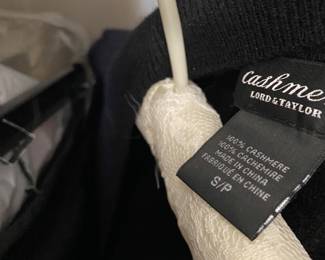 Cashme
LORD & TAYLOR
100% CASHMERE
100% CACHEMIRE
MADE IN CHINA
FABRIQUÉ EN CHINE
S/P